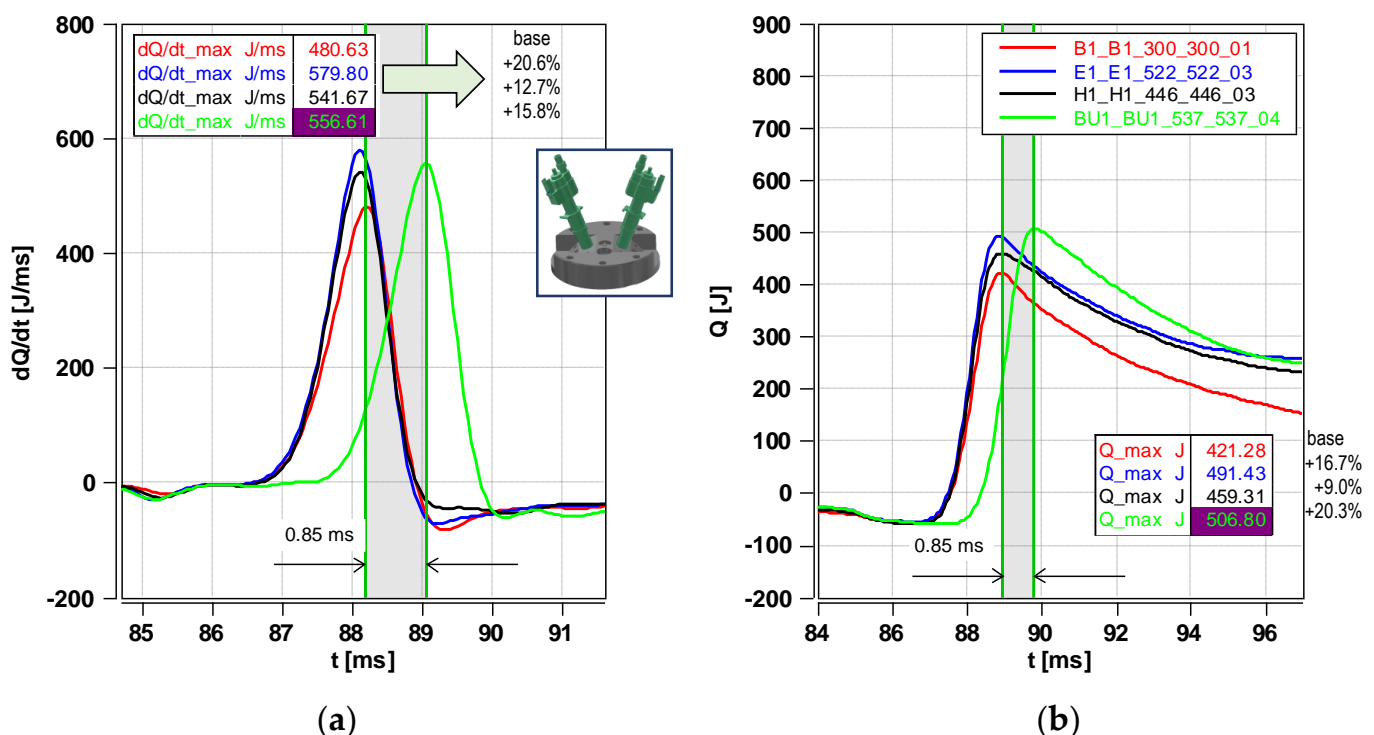 800
600
400
200
0
-200
dQ/dt [J/ms]
dQ/dt_max J/ms 480.63
dQ/dt_max J/ms 579.80
dQ/dt_max J/ms 541.67
dQ/dt_max J/ms 556.61
base
+20.6%
+12.7%
+15.8%
0.85 ms
85 86 87 88 89 90 91
t [ms]
(a)
900
800
700
600
500
400
300
200
100
0
-100
-200
Q [J]
B1_B1_300_300_01
E1_E1_522_522_03
H1_H1_446_446_03
BU1_BU1_537_537_04
Q_max J 421.28
Q_max J 491.43
Q_max J 459.31
Q_max J 506.80
base
+16.7%
+9.0%
+20.3%
0.85 ms
84 86 88 90 92 94 96
t [ms]
(b)